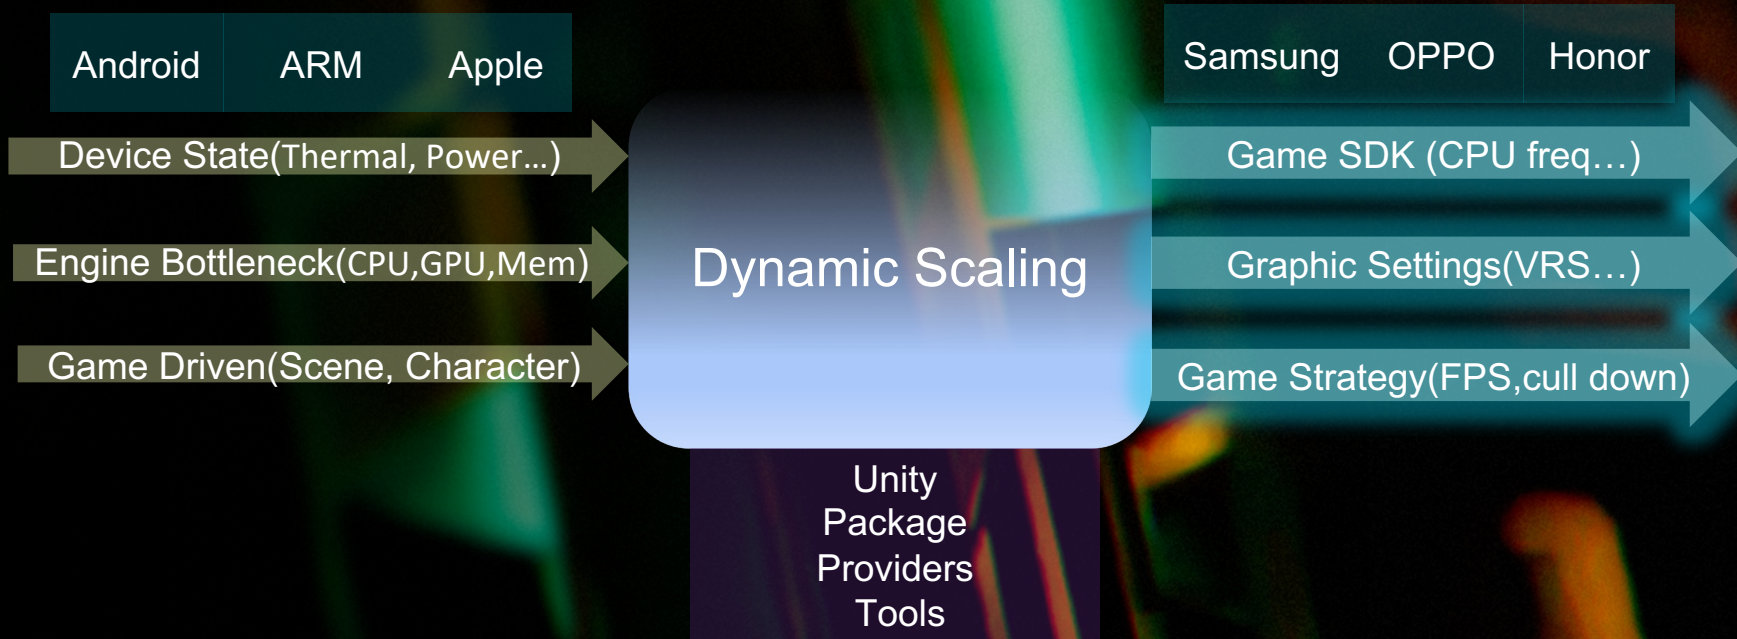 Android ARM Apple
Samsung OPPO Honor
Device State(Thermal, Power...)
Engine Bottleneck(CPU,GPU,Mem)
Game Driven(Scene, Character)
Dynamic Scaling
Game SDK (CPU freq...)
Graphic Settings(VRS...)
Game Strategy(FPS,cull down)
Unity
Package
Providers
Tools